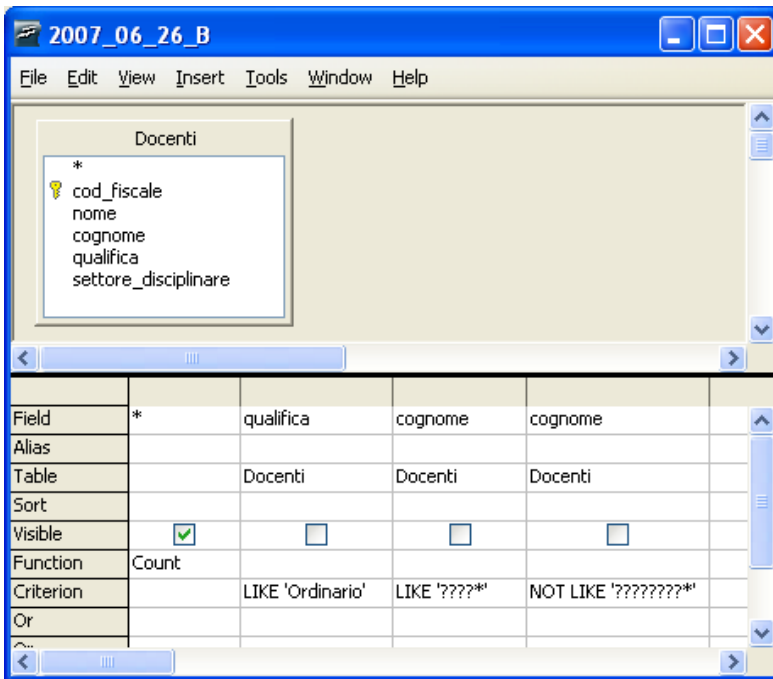 2007_06_26_B
File Edit View Insert Tools Window Help
Docenti
*
cod_fiscale
nome
cognome
qualifica
settore_disciplinare
Field * qualifica cognome cognome
Alias
Table Docenti Docenti Docenti
Sort
Visible
Function Count
Criterion LIKE 'Ordinario' LIKE '????*' NOT LIKE '????????*'
Or